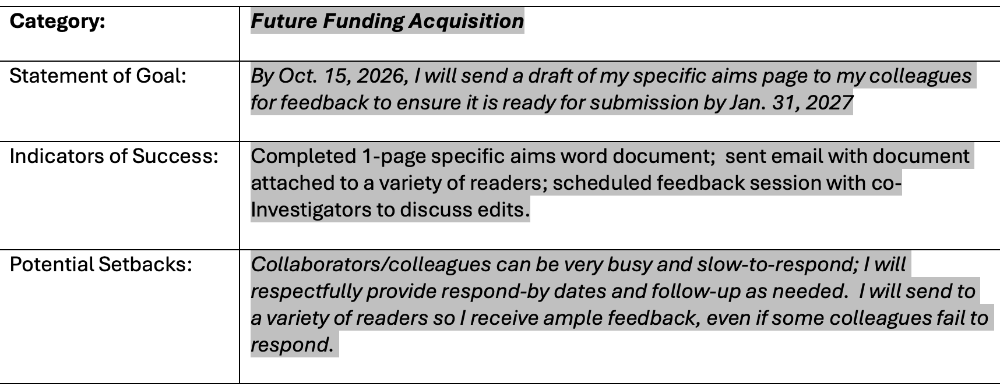 Category:
Future Funding Acquisition
Statement of Goal:
By Oct. 15, 2026, I will send a draft of my specific aims page to my colleagues
for feedback to ensure it is ready for submission by Jan. 31, 2027
Indicators of Success:
Completed 1-page specific aims word document;  sent email with document
attached to a variety of readers; scheduled feedback session with co-
Investigators to discuss edits.
Potential Setbacks:
Collaborators/colleagues can be very busy and slow-to-respond; I will
respectfully provide respond-by dates and follow-up as needed.  I will send to
a variety of readers so I receive ample feedback, even if some colleagues fail to
respond.